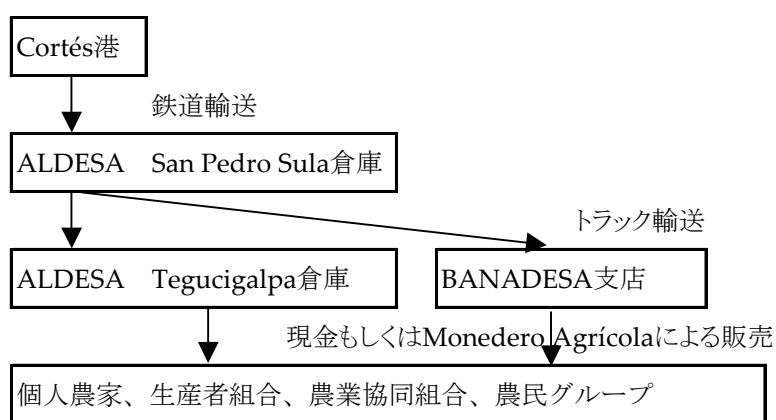 Cortés港
鉄道輸送
ALDESA　San Pedro Sula倉庫
トラック輸送
ALDESA　Tegucigalpa倉庫
BANADESA支店
現金もしくはMonedero Agrícolaによる販売
個人農家、生産者組合、農業協同組合、農民グループ